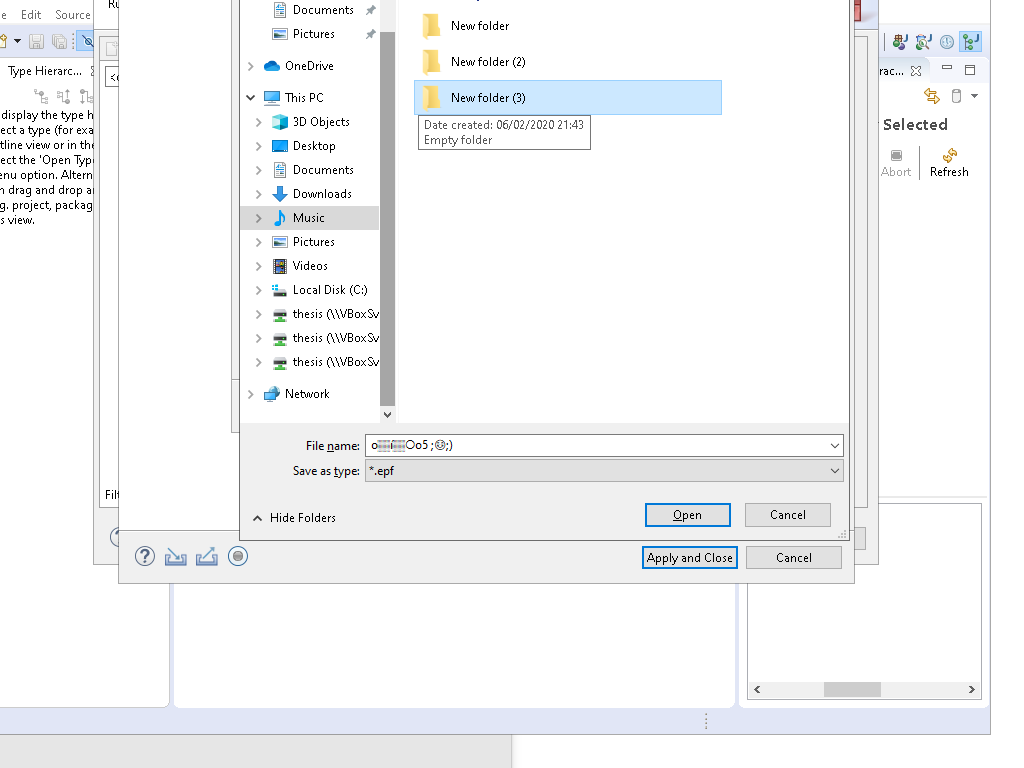 e Edit Source
Ru
Documents
Pictures
OneDrive
This PC
3D Objects
Desktop
Documents
Downloads
Music
Pictures
Videos
Local Disk (C:)
thesis (\\VBoxSv
thesis (\\VBoxSv
thesis (\\VBoxSv
Network
New folder
New folder (2)
New folder (3)
Date created: 06/02/2020 21:43
Empty folder
Type Hierarc...
display the type h
ect a type (for exa
tline view or in the
ect the 'Open Type
enu option. Altern
n drag and drop a
g. project, packag
s view.
rac...
Selected
Abort
Refresh
File name:
Save as type: *.epf
Filt
Hide Folders
Open
Cancel
Apply and Close
Cancel